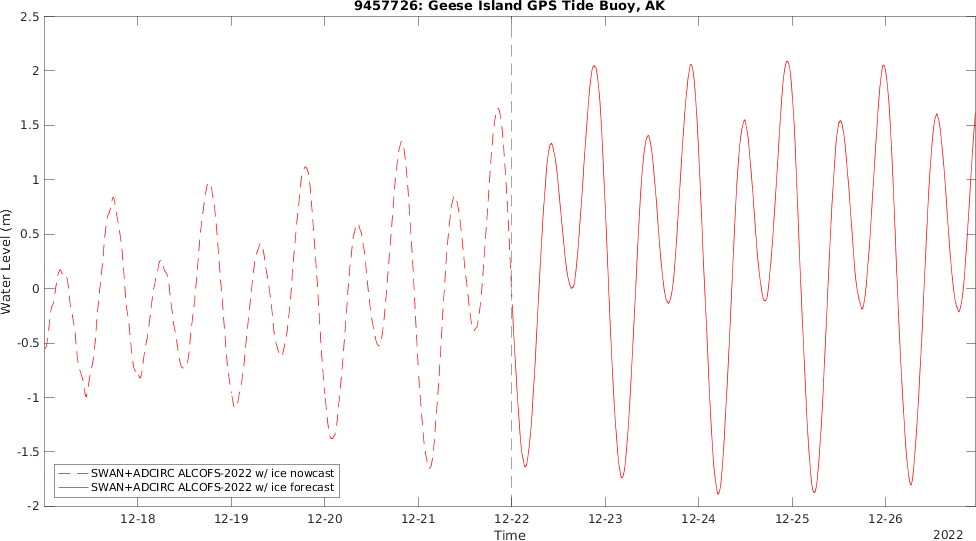 9457726: Geese Island GPS Tide Buoy, AK
2.5
2
1.5
1
0.5
0
-0.5
-1
-1.5
-2
Water Level (m)
SWAN+ADCIRC ALCOFS-2022 w/ ice nowcast
SWAN+ADCIRC ALCOFS-2022 w/ ice forecast
12-18 12-19 12-20 12-21 12-22 12-23 12-24 12-25 12-26
Time
2022